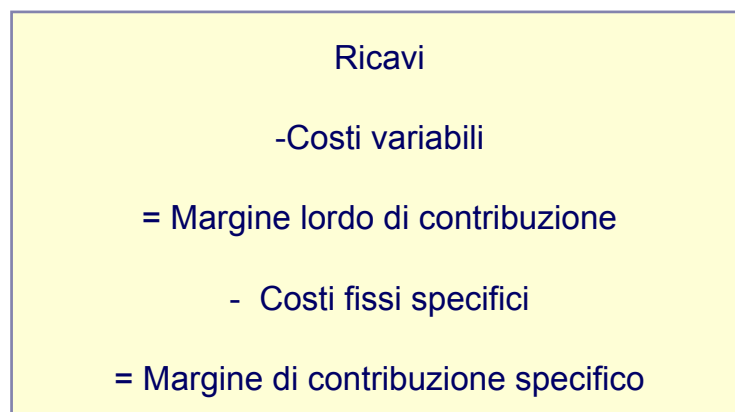 Ricavi
-Costi variabili
= Margine lordo di contribuzione
- Costi fissi specifici
= Margine di contribuzione specifico